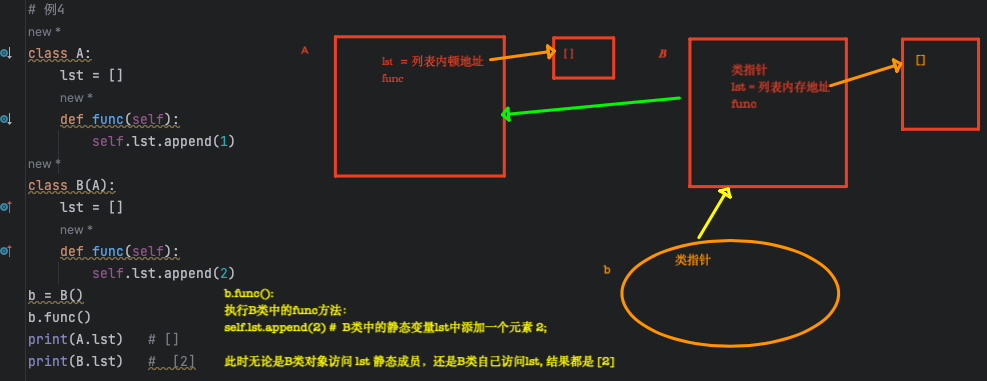 # 例4
new *
class A:
lst = []
new *
def func(self):
self.lst.append(1)
new *
class B(A):
lst = []
new *
def func(self):
self.lst.append(2)
b = B()
b.func()
print(A.lst) # []
print(B.lst) # [2]
A
lst = 列表内顿地址
func
[]
B
类指针
lst = 列表内存地址
func
[]
b
类指针
b.func():
执行B类中的func方法：
self.lst.append(2) # B类中的静态变量lst中添加一个元素 2;
此时无论是B类对象访问 lst 静态成员，还是B类自己访问lst, 结果都是 [2]